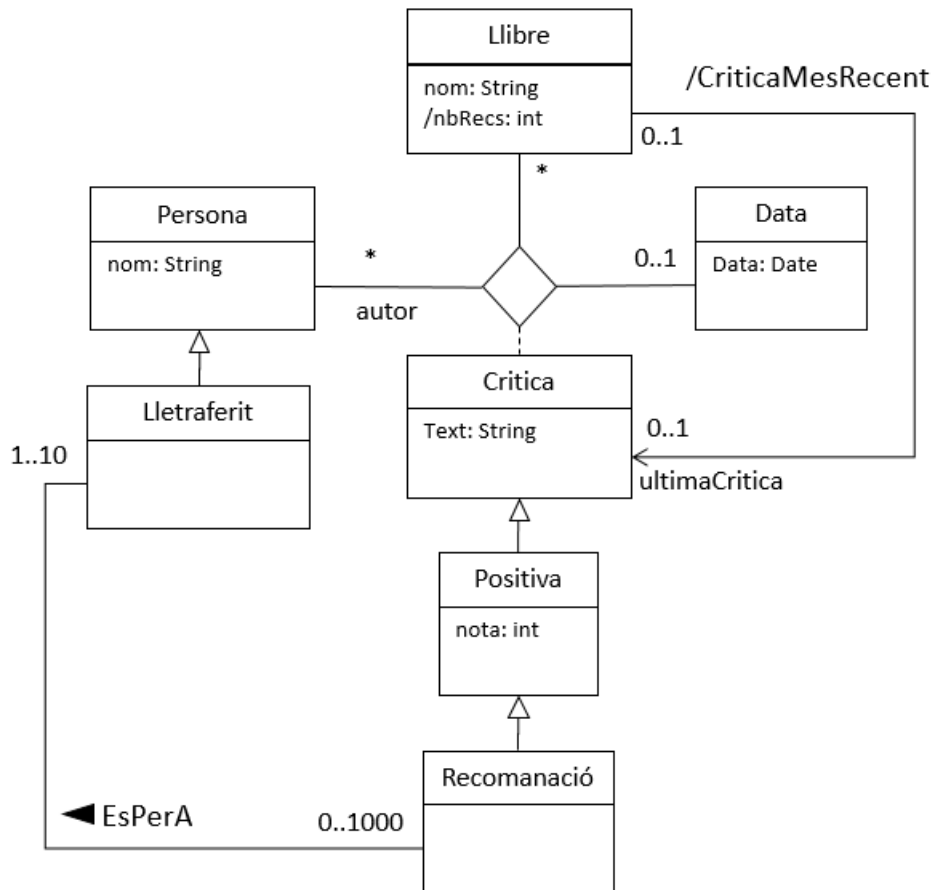 Llibre
nom: String
/nbRecs: int
/CriticaMesRecent
0..1
*
Persona
nom: String
*
autor
0..1
Data
Data: Date
Lletraferit
1..10
Critica
Text: String
0..1
ultimaCritica
Positiva
nota: int
Recomanació
◀ EsPerA
0..1000